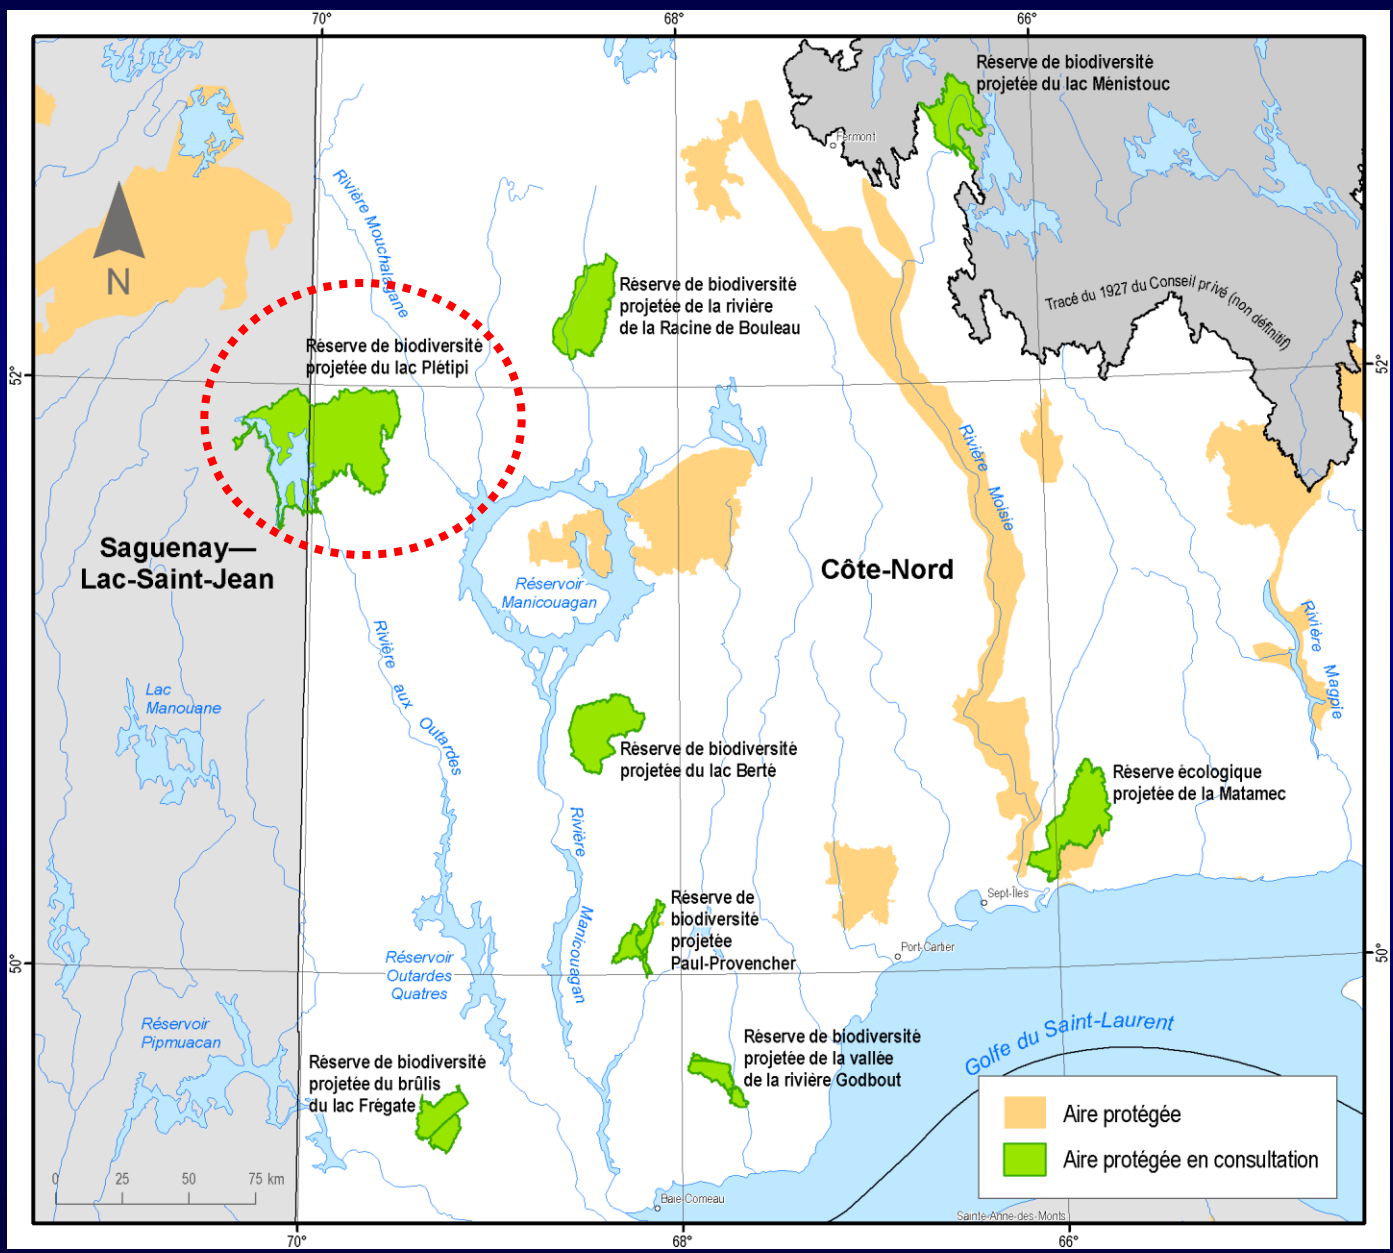 70°
68°
66°
Réserve de biodiversité
projetée du lac Ménistouc
Fermont
Rivière Mouchalagane
N
Réserve de biodiversité
projetée de la rivière
de la Racine de Bouleau
Tracé du 1927 du Conseil privé (non définitif)
Réserve de biodiversité
projetée du lac Plétipi
52°
52°
Rivière Moisie
Saguenay—
Lac-Saint-Jean
Côte-Nord
Réservoir
Manicouagan
Rivière Magpie
Rivière aux Outardes
Lac
Manouane
Réserve de biodiversité
projetée du lac Berté
Réserve écologique
projetée de la Matamec
Rivière Manicouagan
Réserve de
biodiversité
projetée
Paul-Provencher
Sept-Îles
Port-Cartier
50°
50°
Réservoir
Outardes
Quatres
Réservoir
Pipmuacan
Réserve de biodiversité
projetée de la vallée
de la rivière Godbout
Golfe du Saint-Laurent
Réserve de biodiversité
projetée du brûlis
du lac Frégate
Aire protégée
Aire protégée en consultation
0 25 50 75 km
Baie-Comeau
Sainte-Anne-des-Monts
70°
68°
66°